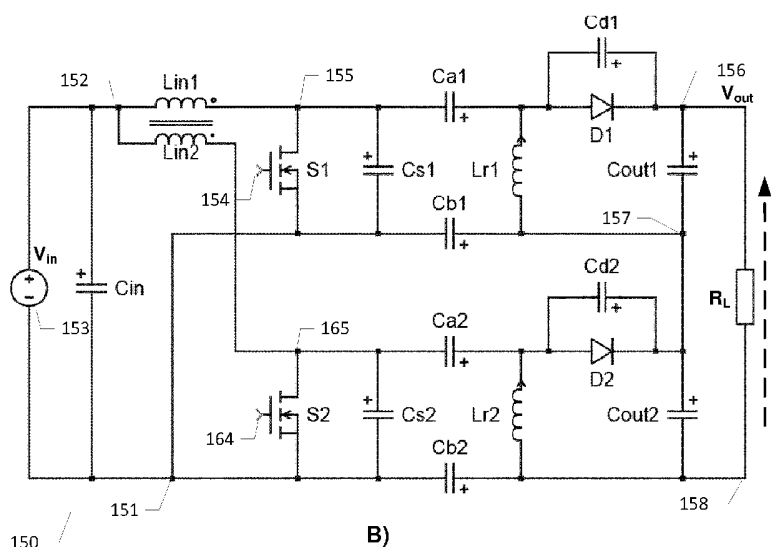 Cd1
152
Lin1
155
Ca1
156
Vout
D1
Lin2
154
S1
Cs1
Lr1
Cout1
Cb1
157
Vin
Cd2
153
Cin
165
Ca2
RL
D2
164
S2
Cs2
Lr2
Cout2
Cb2
151
158
150
B)